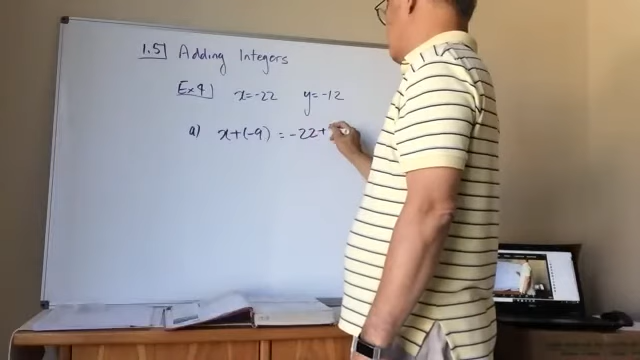 1.5 Adding Integers
Ex 4 x=-22 y=-12
a) x+(-9) = -22+